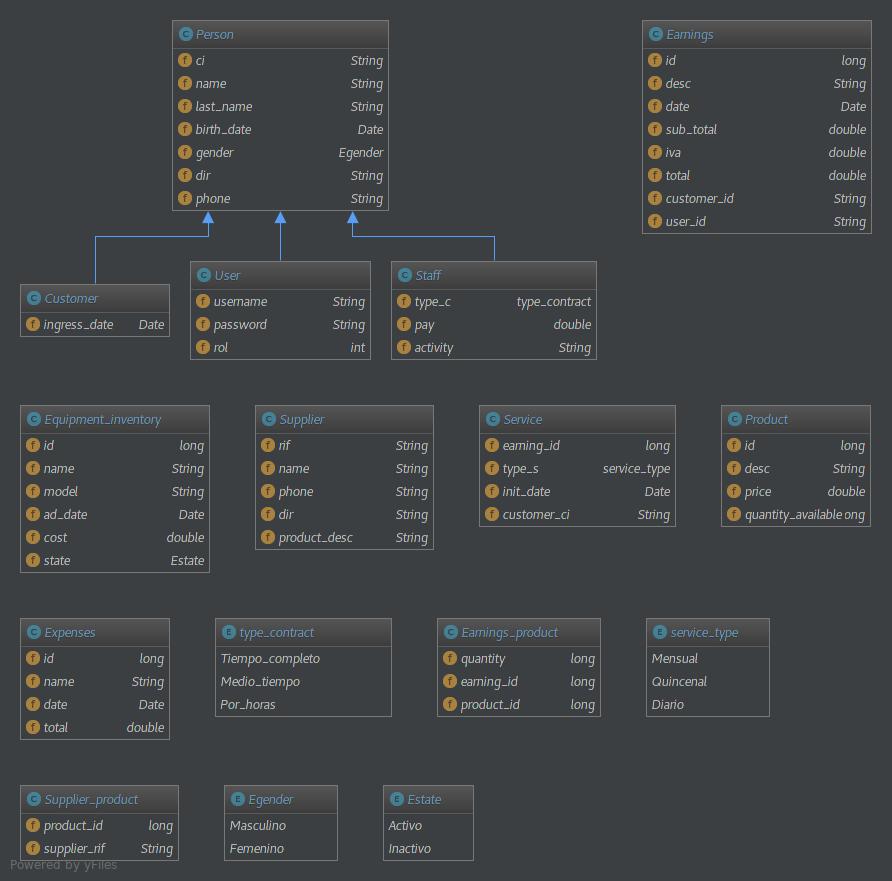 Person
ci String
name String
last_name String
birth_date Date
gender Egender
dir String
phone String
Earnings
id long
desc String
date Date
sub_total double
iva double
total double
customer_id String
user_id String
Customer
ingress_date Date
User
username String
password String
rol int
Staff
type_c type_contract
pay double
activity String
Equipment_inventory
id long
name String
model String
ad_date Date
cost double
state Estate
Supplier
rif String
name String
phone String
dir String
product_desc String
Service
earning_id long
type_s service_type
init_date Date
customer_ci String
Product
id long
desc String
price double
quantity_available ong
Expenses
id long
name String
date Date
total double
type_contract
Tiempo_completo
Medio_tiempo
Por_horas
Earnings_product
quantity long
earning_id long
product_id long
service_type
Mensual
Quincenal
Diario
Supplier_product
product_id long
supplier_rif String
Egender
Masculino
Femenino
Estate
Activo
Inactivo
Powered by yFiles